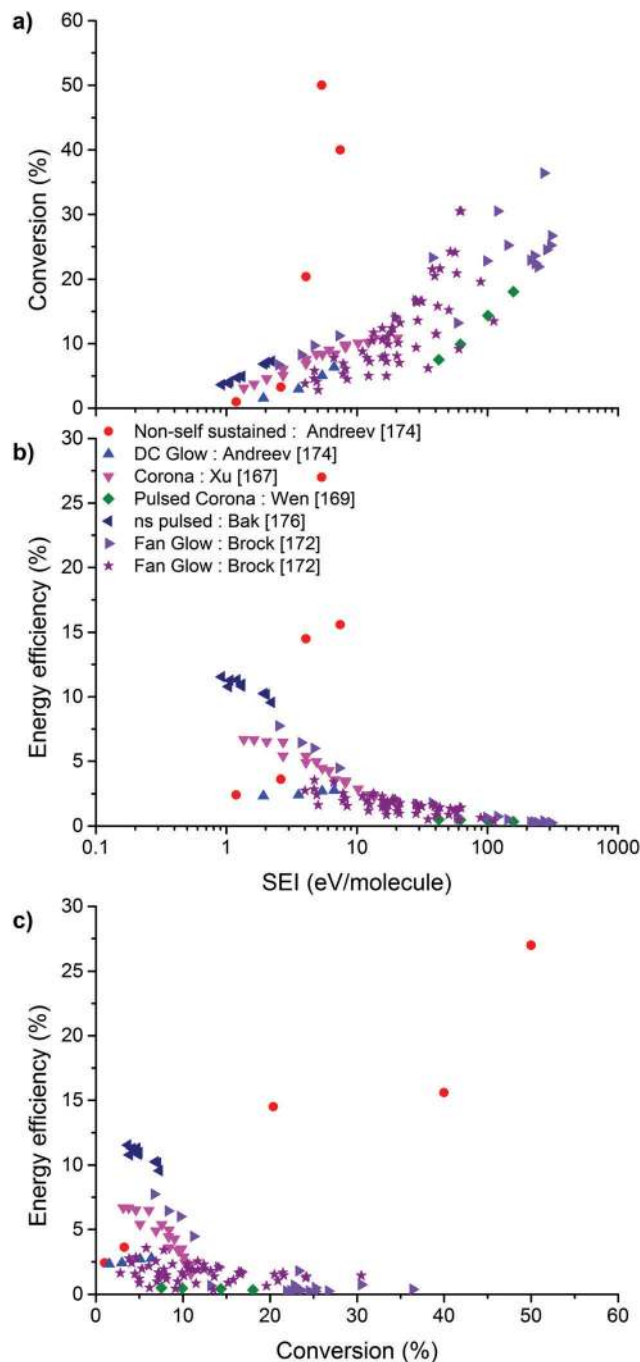 a)
60
50
40
30
20
10
0
Conversion (%)
b)
30
25
20
15
10
5
0
Energy efficiency (%)
Non-self sustained : Andreev [174]
DC Glow : Andreev [174]
Corona : Xu [167]
Pulsed Corona : Wen [169]
ns pulsed : Bak [176]
Fan Glow : Brock [172]
Fan Glow : Brock [172]
0.1 1 10 100 1000
SEI (eV/molecule)
c)
30
25
20
15
10
5
0
Energy efficiency (%)
0 10 20 30 40 50 60
Conversion (%)